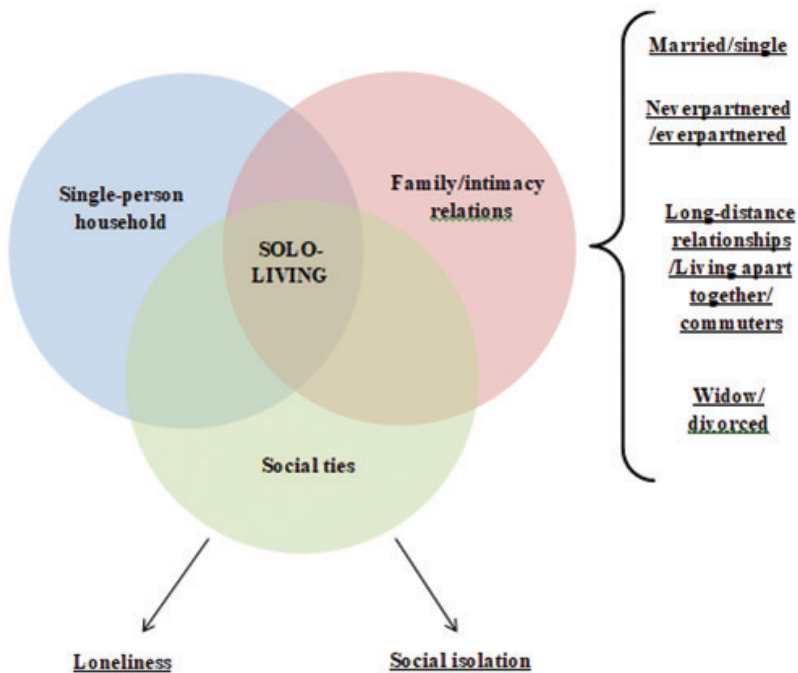 Single-person
household
Family/intimacy
relations
SOLO-
LIVING
Social ties
Married/single
Neverpartnered
/everpartnered
Long-distance
relationships
/Living apart
together/
commuters
Widow/
divorced
Loneliness
Social isolation